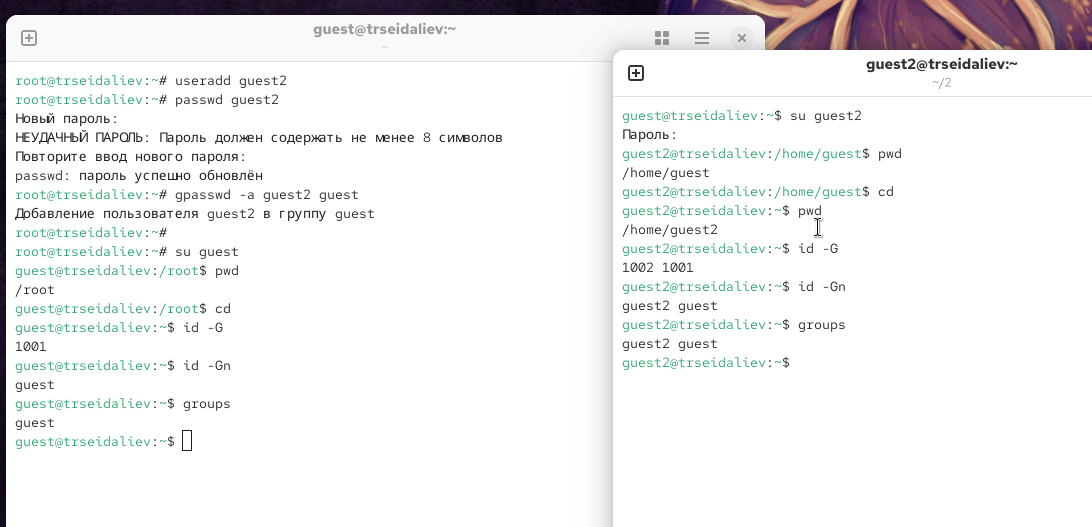 guest@trseidaliev:~
~
root@trseidaliev:~# useradd guest2
root@trseidaliev:~# passwd guest2
Новый пароль:
НЕУДАЧНЫЙ ПАРОЛЬ: Пароль должен содержать не менее 8 символов
Повторите ввод нового пароля:
passwd: пароль успешно обновлён
root@trseidaliev:~# gpasswd -a guest2 guest
Добавление пользователя guest2 в группу guest
root@trseidaliev:~#
root@trseidaliev:~# su guest
guest@trseidaliev:/root$ pwd
/root
guest@trseidaliev:/root$ cd
guest@trseidaliev:~$ id -G
1001
guest@trseidaliev:~$ id -Gn
guest
guest@trseidaliev:~$ groups
guest
guest@trseidaliev:~$
guest2@trseidaliev:~
~/2
guest@trseidaliev:~$ su guest2
Пароль:
guest2@trseidaliev:/home/guest$ pwd
/home/guest
guest2@trseidaliev:/home/guest$ cd
guest2@trseidaliev:~$ pwd
/home/guest2
guest2@trseidaliev:~$ id -G
1002 1001
guest2@trseidaliev:~$ id -Gn
guest2 guest
guest2@trseidaliev:~$ groups
guest2 guest
guest2@trseidaliev:~$